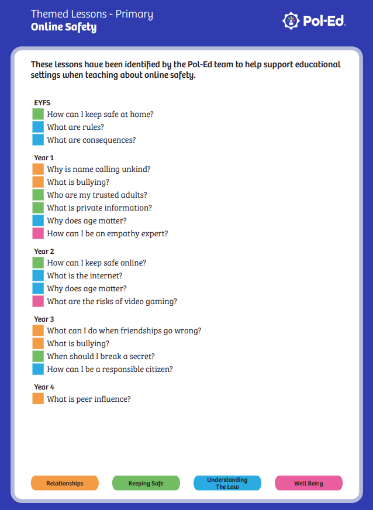 Themed Lessons - Primary
Online Safety
Pol-Ed.
These lessons have been identified by the Pol-Ed team to help support educational
settings when teaching about online safety.
EYFS
How can I keep safe at home?
What are rules?
What are consequences?
Year 1
Why is name calling unkind?
What is bullying?
Who are my trusted adults?
What is private information?
Why does age matter?
How can I be an empathy expert?
Year 2
How can I keep safe online?
What is the internet?
Why does age matter?
What are the risks of video gaming?
Year 3
What can I do when friendships go wrong?
What is bullying?
When should I break a secret?
How can I be a responsible citizen?
Year 4
What is peer influence?
Relationships
Keeping Safe
Understanding
The Law
Well Being